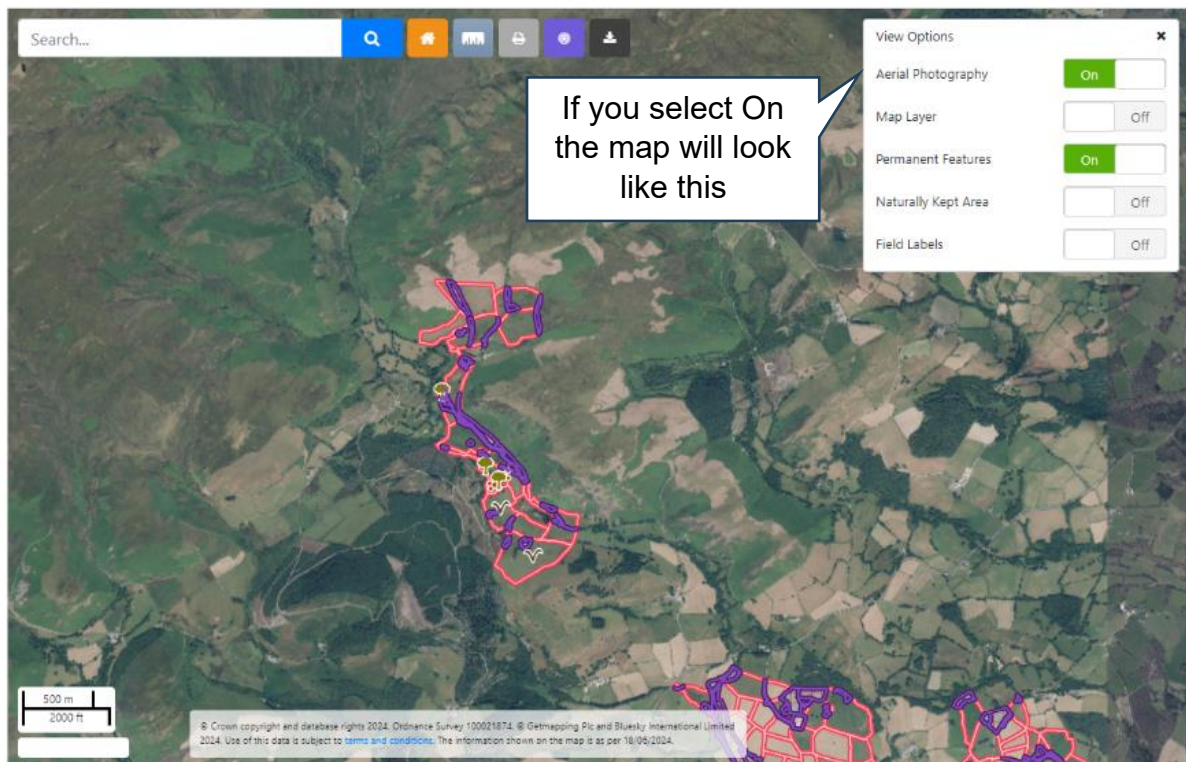 Search...
View Options
Aerial Photography On
Map Layer Off
Permanent Features On
Naturally Kept Area Off
Field Labels Off
If you select On
the map will look
like this
500 m
2000 ft
© Crown copyright and database rights 2024. Ordnance Survey 100021874. © Getmapping Plc and Bluesky International Limited
2024. Use of this data is subject to terms and conditions. The information shown on the map is as per 18/06/2024.